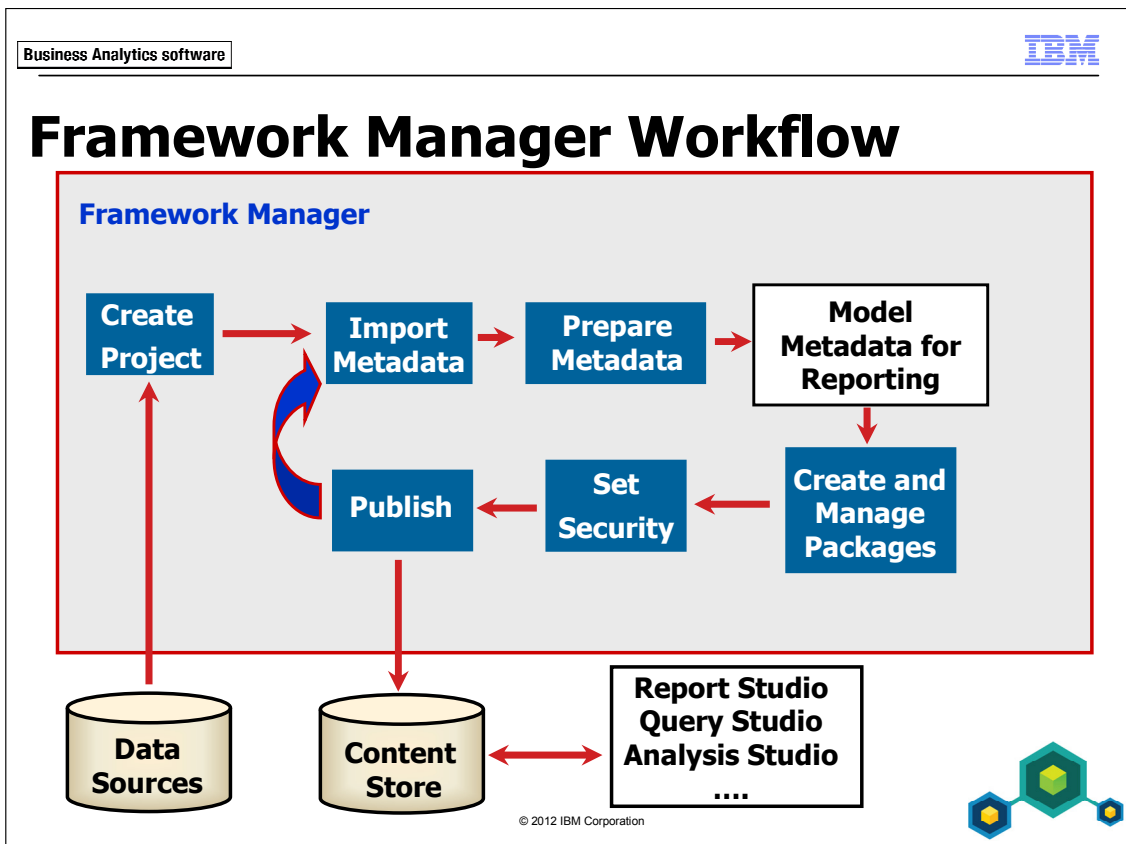 Business Analytics software
IBM
Framework Manager Workflow
Framework Manager
Create
Project
Import
Metadata
Prepare
Metadata
Model
Metadata for
Reporting
Publish
Set
Security
Create and
Manage
Packages
Data
Sources
Content
Store
Report Studio
Query Studio
Analysis Studio
....
© 2012 IBM Corporation